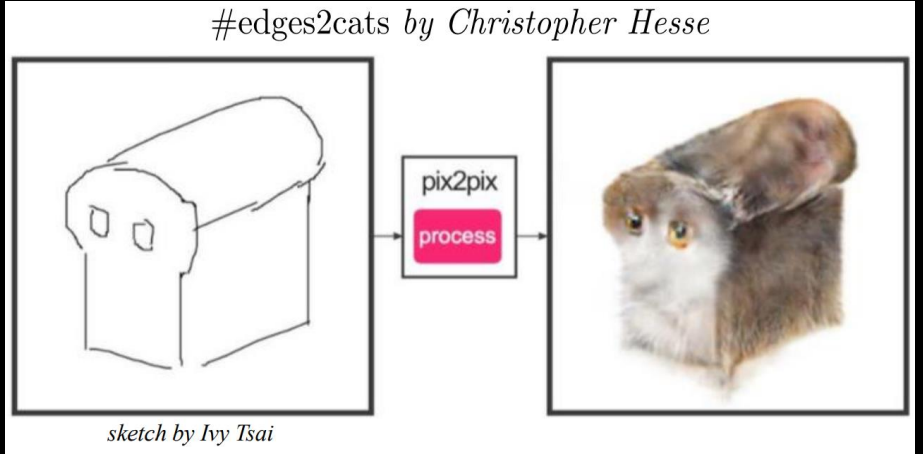 #edges2cats by Christopher Hesse
pix2pix
process
sketch by Ivy Tsai